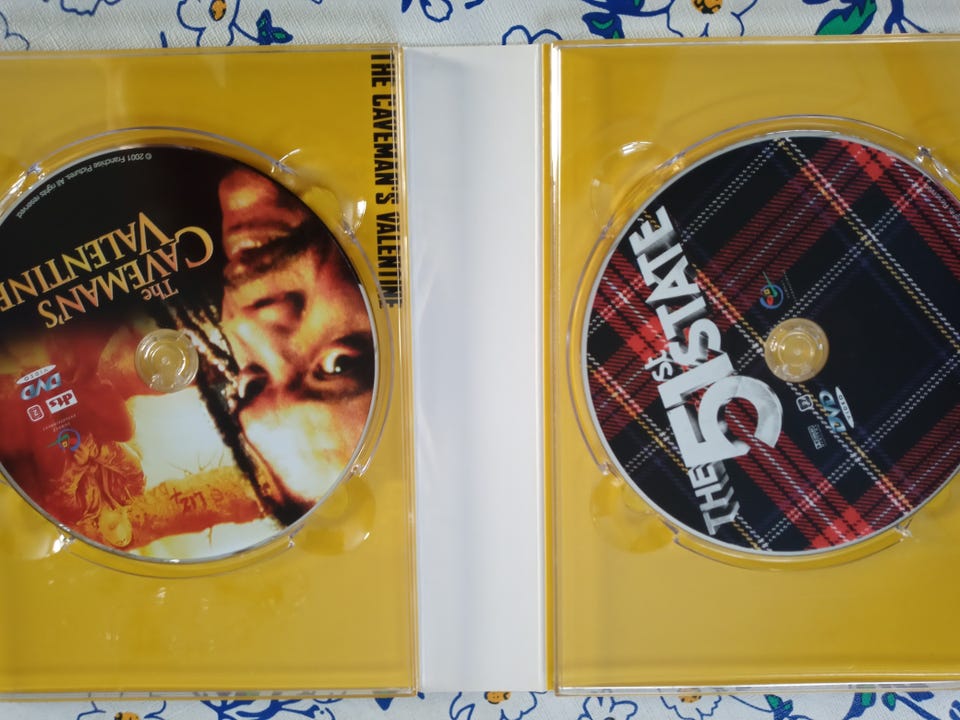 THE CAVEMAN'S VALENTINE
© 2001 Franchise Pictures. All rights reserved.
The
CAVEMAN'S
VALENTINE
DVD
VIDEO
dts
THE 51st STATE
DVD
VIDEO